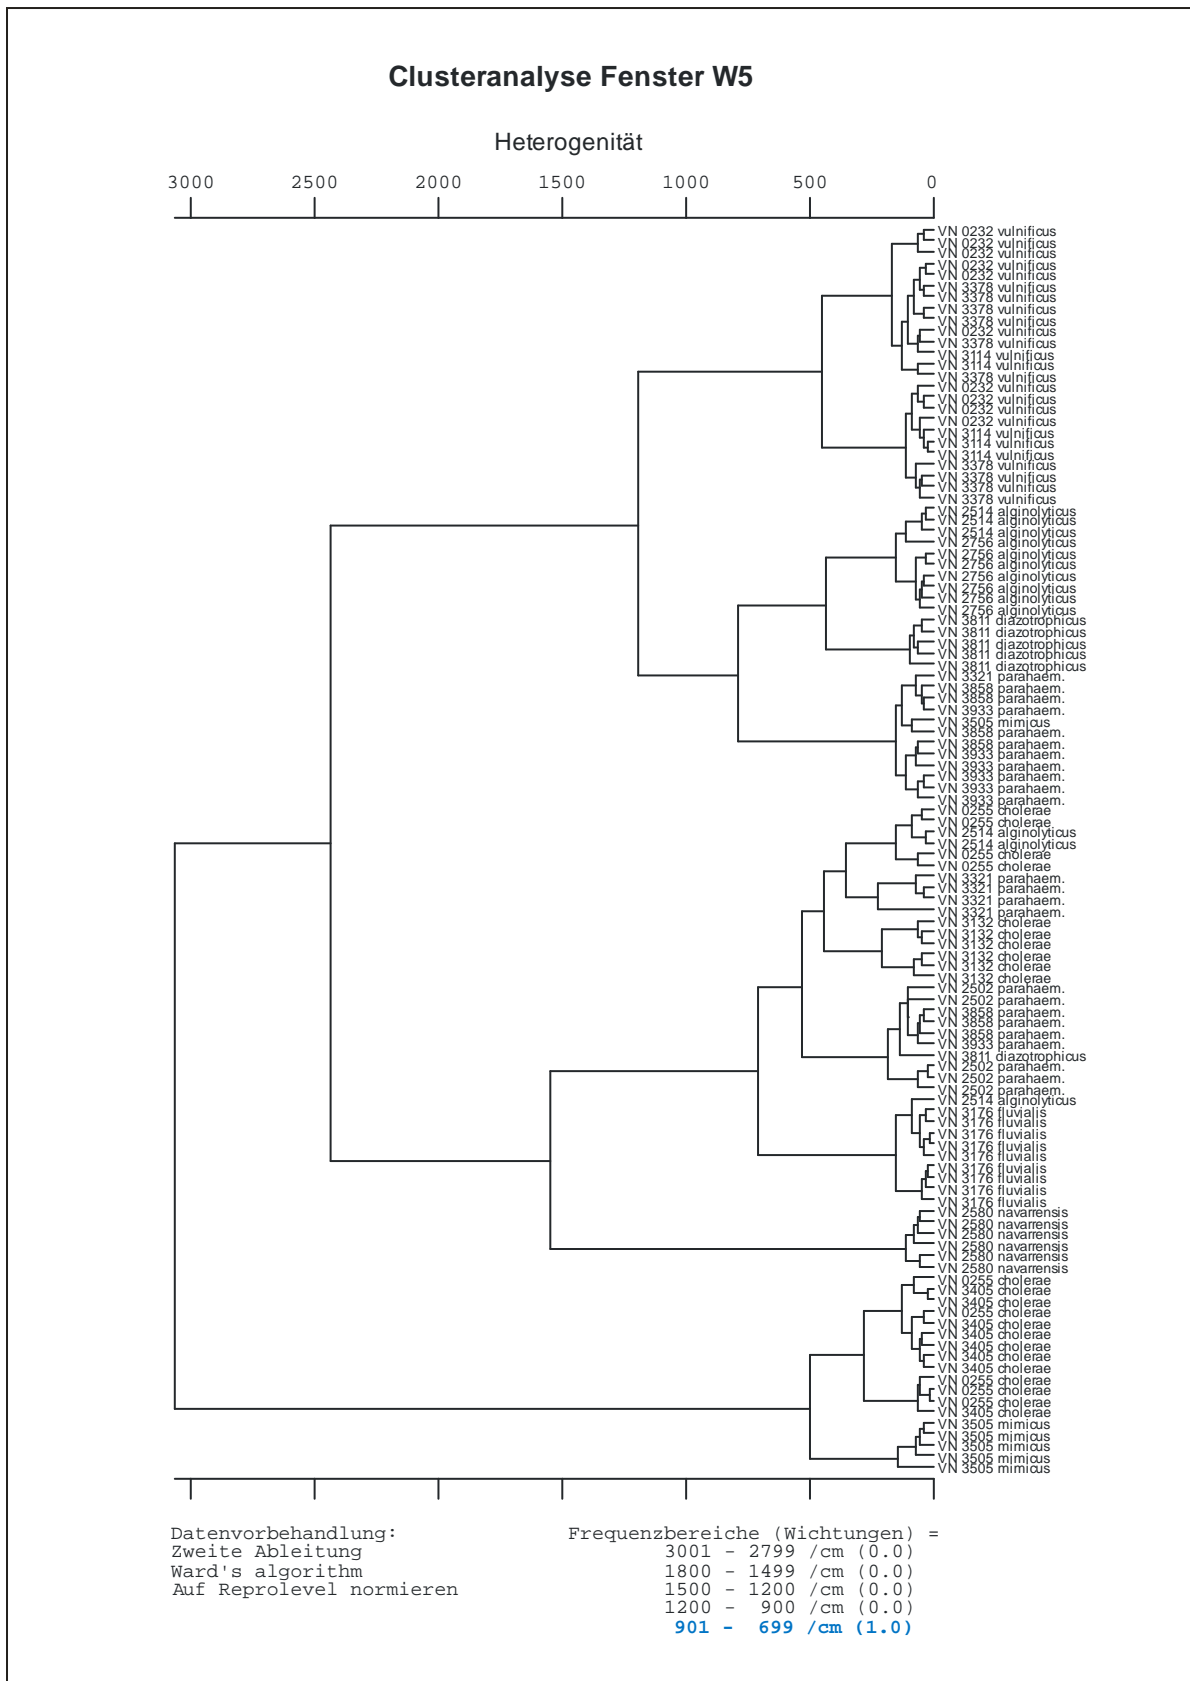 Clusteranalyse Fenster W5
Heterogenität
3000 2500 2000 1500 1000 500 0
VN 0232 vulnificus
VN 0232 vulnificus
VN 0232 vulnificus
VN 0232 vulnificus
VN 0232 vulnificus
VN 3378 vulnificus
VN 3378 vulnificus
VN 3378 vulnificus
VN 3378 vulnificus
VN 0232 vulnificus
VN 3378 vulnificus
VN 3114 vulnificus
VN 3114 vulnificus
VN 3378 vulnificus
VN 0232 vulnificus
VN 0232 vulnificus
VN 0232 vulnificus
VN 0232 vulnificus
VN 3114 vulnificus
VN 3114 vulnificus
VN 3114 vulnificus
VN 3378 vulnificus
VN 3378 vulnificus
VN 3378 vulnificus
VN 3378 vulnificus
VN 2514 alginolyticus
VN 2514 alginolyticus
VN 2514 alginolyticus
VN 2756 alginolyticus
VN 2756 alginolyticus
VN 2756 alginolyticus
VN 2756 alginolyticus
VN 2756 alginolyticus
VN 2756 alginolyticus
VN 2756 alginolyticus
VN 3811 diazotrophicus
VN 3811 diazotrophicus
VN 3811 diazotrophicus
VN 3811 diazotrophicus
VN 3811 diazotrophicus
VN 3321 parahaem.
VN 3858 parahaem.
VN 3858 parahaem.
VN 3933 parahaem.
VN 3505 mimicus
VN 3858 parahaem.
VN 3858 parahaem.
VN 3933 parahaem.
VN 3933 parahaem.
VN 3933 parahaem.
VN 3933 parahaem.
VN 3933 parahaem.
VN 0255 cholerae
VN 0255 cholerae
VN 2514 alginolyticus
VN 2514 alginolyticus
VN 0255 cholerae
VN 0255 cholerae
VN 3321 parahaem.
VN 3321 parahaem.
VN 3321 parahaem.
VN 3321 parahaem.
VN 3132 cholerae
VN 3132 cholerae
VN 3132 cholerae
VN 3132 cholerae
VN 3132 cholerae
VN 3132 cholerae
VN 2502 parahaem.
VN 2502 parahaem.
VN 3858 parahaem.
VN 3858 parahaem.
VN 3858 parahaem.
VN 3933 parahaem.
VN 3811 diazotrophicus
VN 2502 parahaem.
VN 2502 parahaem.
VN 2502 parahaem.
VN 2514 alginolyticus
VN 3176 fluvialis
VN 3176 fluvialis
VN 3176 fluvialis
VN 3176 fluvialis
VN 3176 fluvialis
VN 3176 fluvialis
VN 3176 fluvialis
VN 3176 fluvialis
VN 3176 fluvialis
VN 2580 navarrensis
VN 2580 navarrensis
VN 2580 navarrensis
VN 2580 navarrensis
VN 2580 navarrensis
VN 2580 navarrensis
VN 0255 cholerae
VN 3405 cholerae
VN 3405 cholerae
VN 0255 cholerae
VN 3405 cholerae
VN 3405 cholerae
VN 3405 cholerae
VN 3405 cholerae
VN 3405 cholerae
VN 0255 cholerae
VN 0255 cholerae
VN 0255 cholerae
VN 3405 cholerae
VN 3505 mimicus
VN 3505 mimicus
VN 3505 mimicus
VN 3505 mimicus
VN 3505 mimicus
Datenvorbehandlung:
Zweite Ableitung
Ward's algorithm
Auf Reprolevel normieren
Frequenzbereiche (Wichtungen) =
3001 - 2799 /cm (0.0)
1800 - 1499 /cm (0.0)
1500 - 1200 /cm (0.0)
1200 - 900 /cm (0.0)
901 - 699 /cm (1.0)